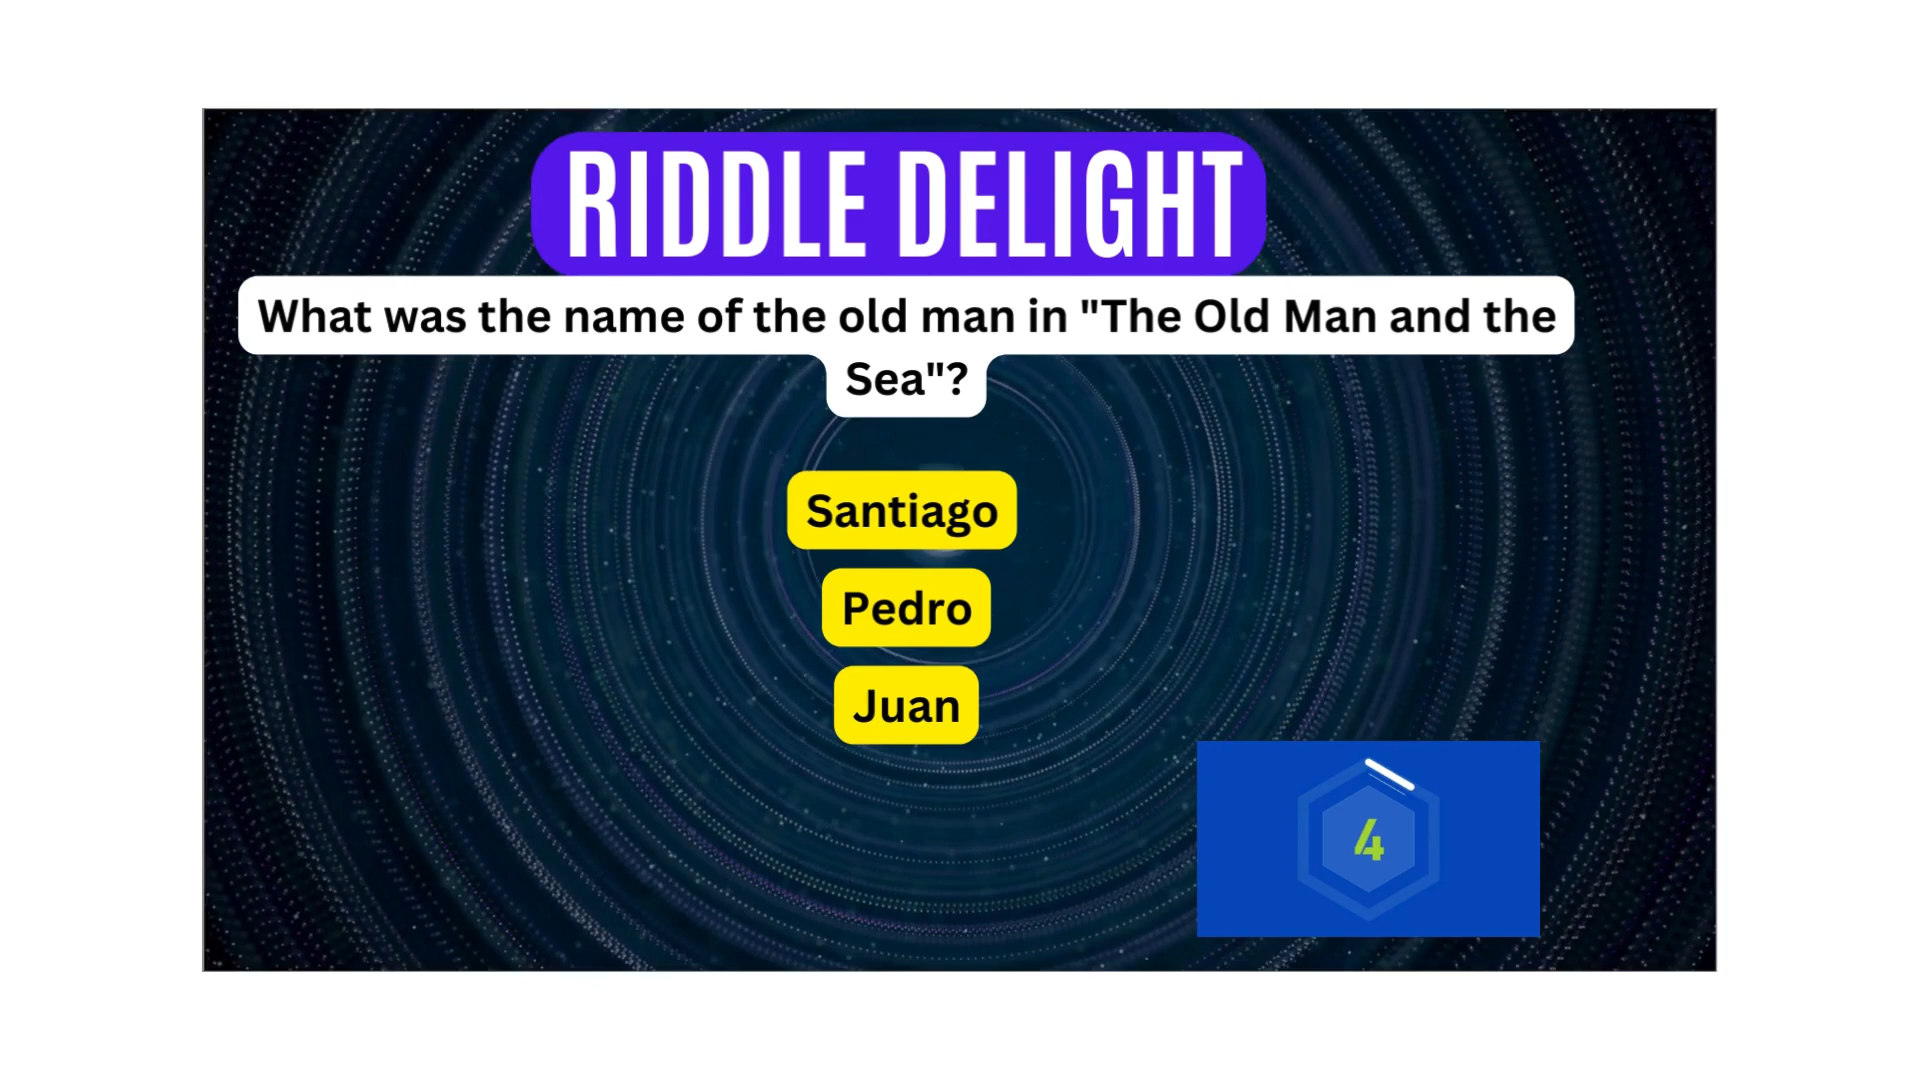 RIDDLE DELIGHT
What was the name of the old man in "The Old Man and the
Sea"?
Santiago
Pedro
Juan
4